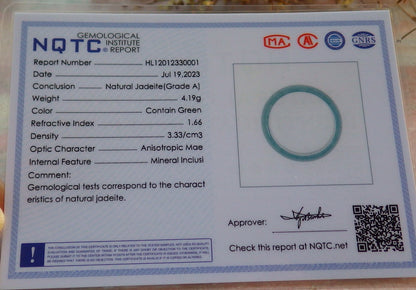 GEMOLOGICAL
NQTC INSTITUTE
© REPORT
MA
GNRS
Report Number HL12012330001
Date Jul 19,2023
Conclusion Natural Jadeite(Grade A)
Weight 4.19g
Color Contain Green
Refractive Index 1.66
Density 3.33/cm3
Optic Character Anisotropic Mae
Internal Feature Mineral Inclusi
Comment:
Gemological tests correspond to the charact
eristics of natural jadeite.
Approver:
Check this report at NQTC.net
!